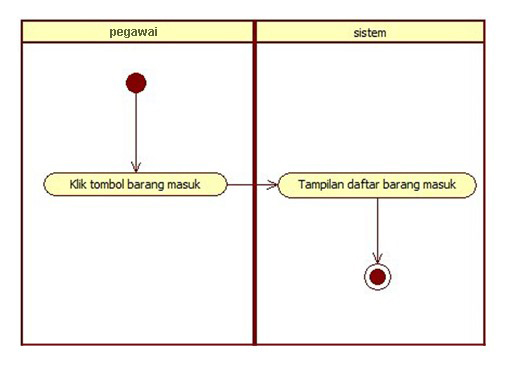 pegawai
sistem
Klik tombol barang masuk
Tampilan daftar barang masuk